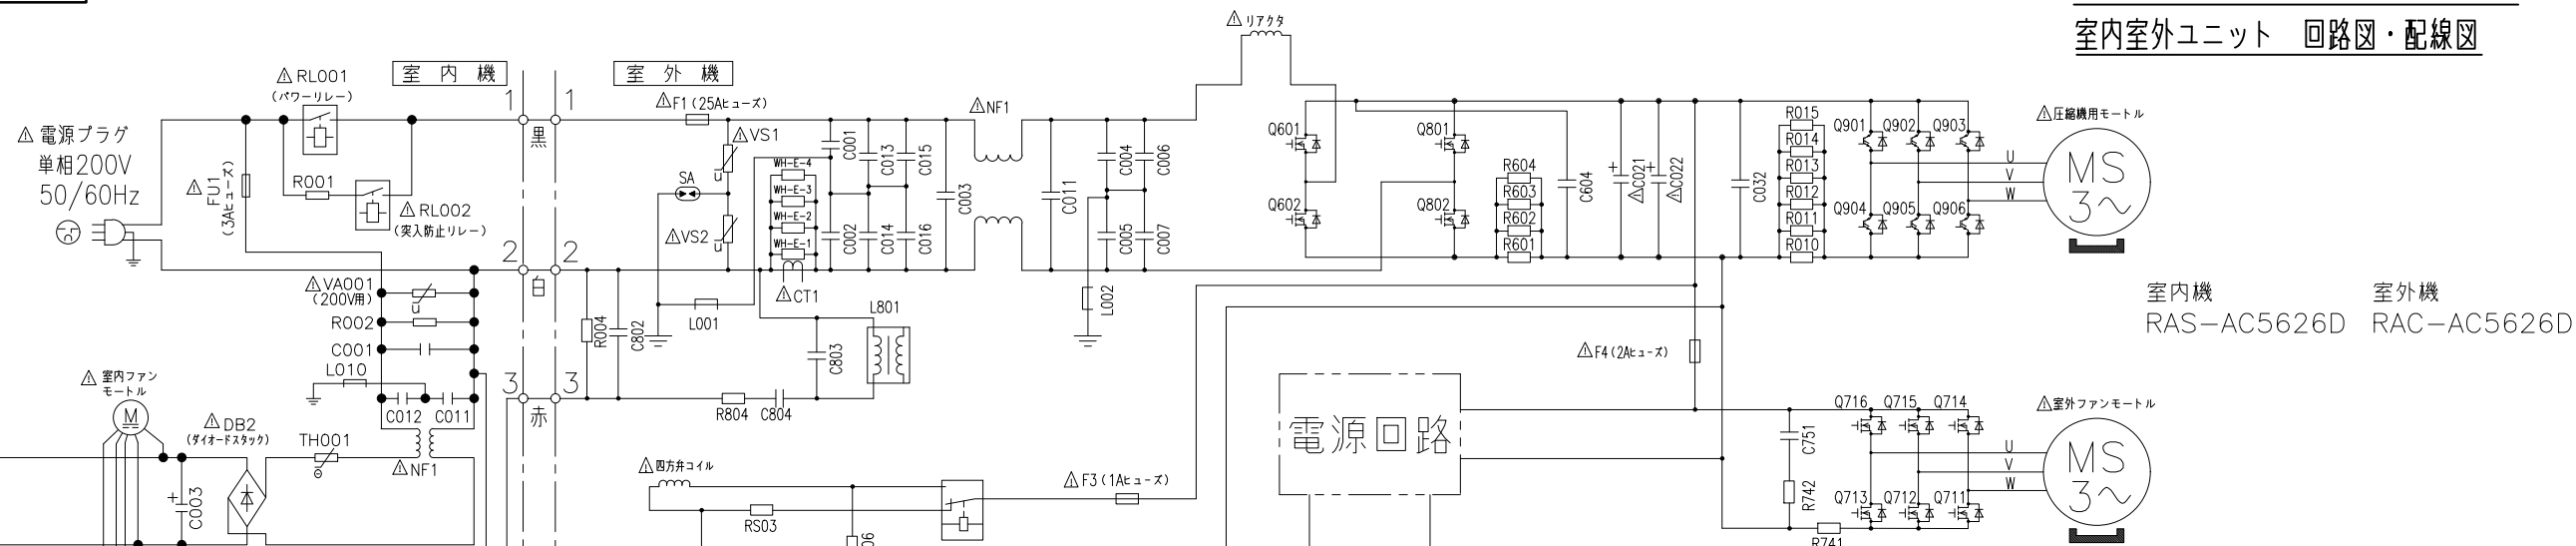 室内室外ユニット 回路図・配線図
⚠ リアクタ
⚠ RL001
(パワーリレー)
室 内 機
室 外 機
⚠ 電源プラグ
単相200V
50/60Hz
⚠ FU1
(3Aヒューズ)
R001
⚠ RL002
(突入防止リレー)
1 1
黒
2 2
白
3 3
赤
⚠ F1 (25Aヒューズ)
⚠ VS1
⚠ VS2
SA
WH-E-4
WH-E-3
WH-E-2
WH-E-1
⚠ CT1
C001
C002
C013
C014
C015
C016
C003
⚠ NF1
C011
C004
C005
C006
C007
L002
L001
R004
C802
C803
L801
R804
C804
Q601
Q602
Q801
Q802
R604
R603
R602
R601
C604
+
⚠C021
+
⚠C022
C032
R015
R014
R013
R012
R011
R010
Q901 Q902 Q903
Q904 Q905 Q906
U
V
W
⚠ 圧縮機用モートル
MS
3~
室内機 室外機
RAS-AC5626D RAC-AC5626D
⚠ VA001
(200V用)
u
R002
C001
L010
C012 C011
⚠ NF1
⚠ 室内ファン
モートル
M
⚠ DB2
(ダイオードスタック)
TH001
+
C003
⚠ 四方弁コイル
RS03
⚠ F3 (1Aヒューズ)
⚠ F4 (2Aヒューズ)
電源回路
C751
R742
R741
Q716 Q715 Q714
Q713 Q712 Q711
U
V
W
⚠ 室外ファンモートル
MS
3~